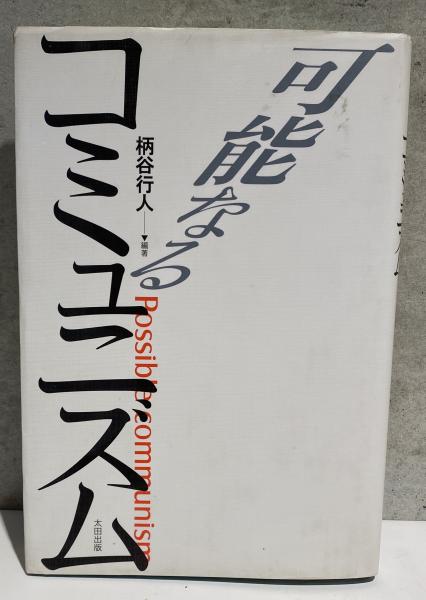 可能なる
コミュニズム
柄谷行人
▼編著
Possible communism
太田出版